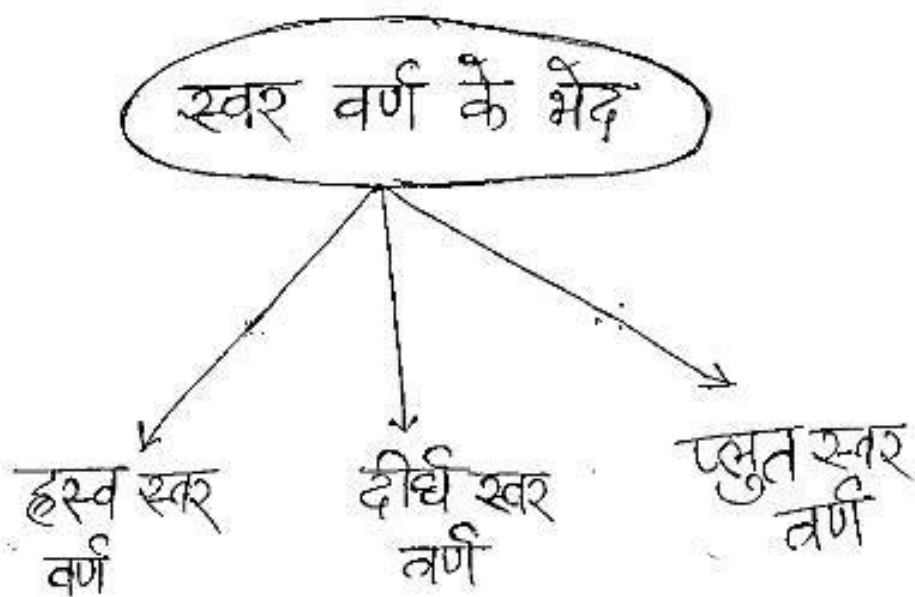 स्वर वर्ण के भेद
ह्रस्व स्वर
वर्ण
दीर्घ स्वर
वर्ण
प्लुत स्वर
वर्ण